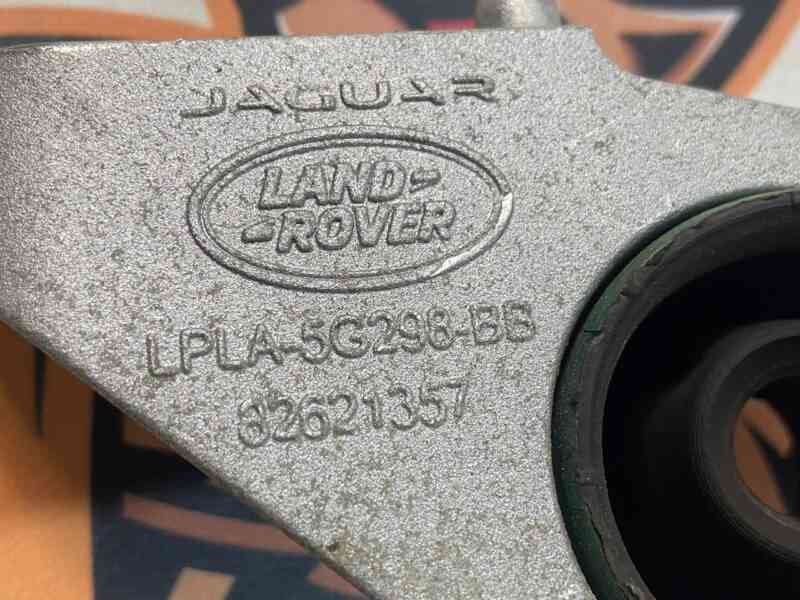 JAGUAR
LAND-
-ROVER
LPLA-5G298-BB
82621357